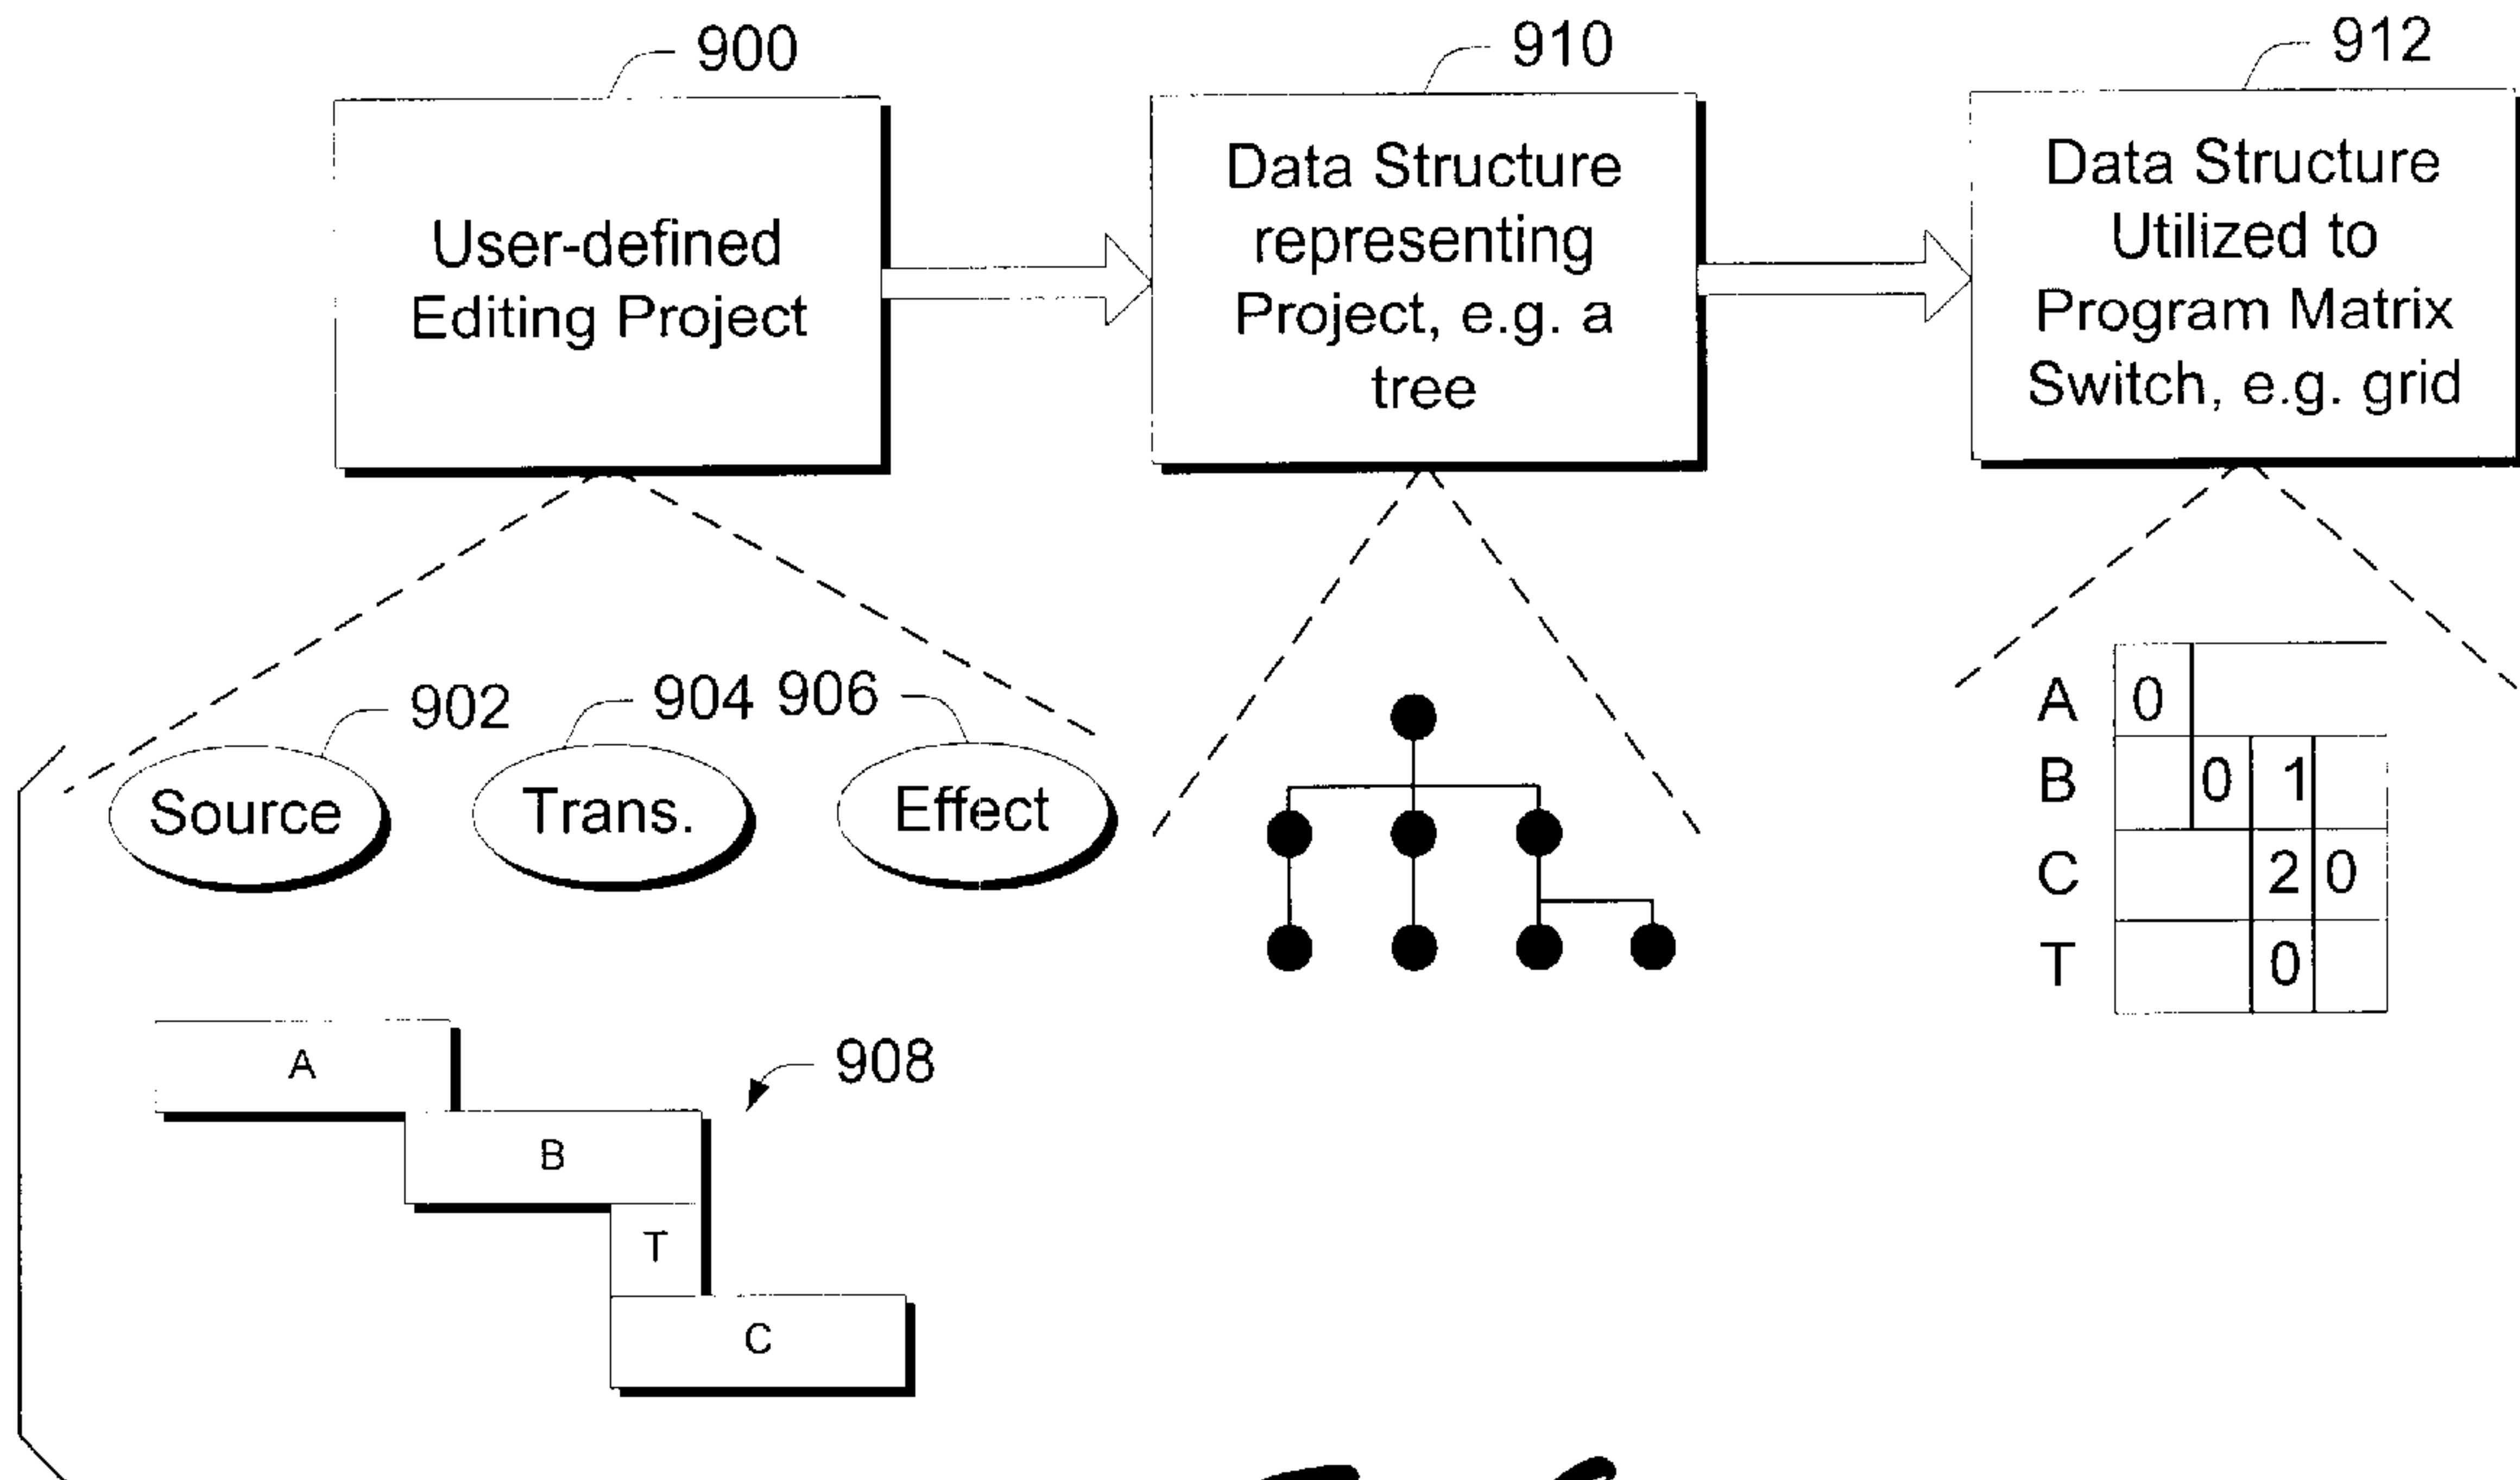 900
910
912
User-defined
Editing Project
Data Structure
representing
Project, e.g. a
tree
Data Structure
Utilized to
Program Matrix
Switch, e.g. grid
902
904
906
Source
Trans.
Effect
A
B
T
C
908
A 0
B 0 1
C 2 0
T 0